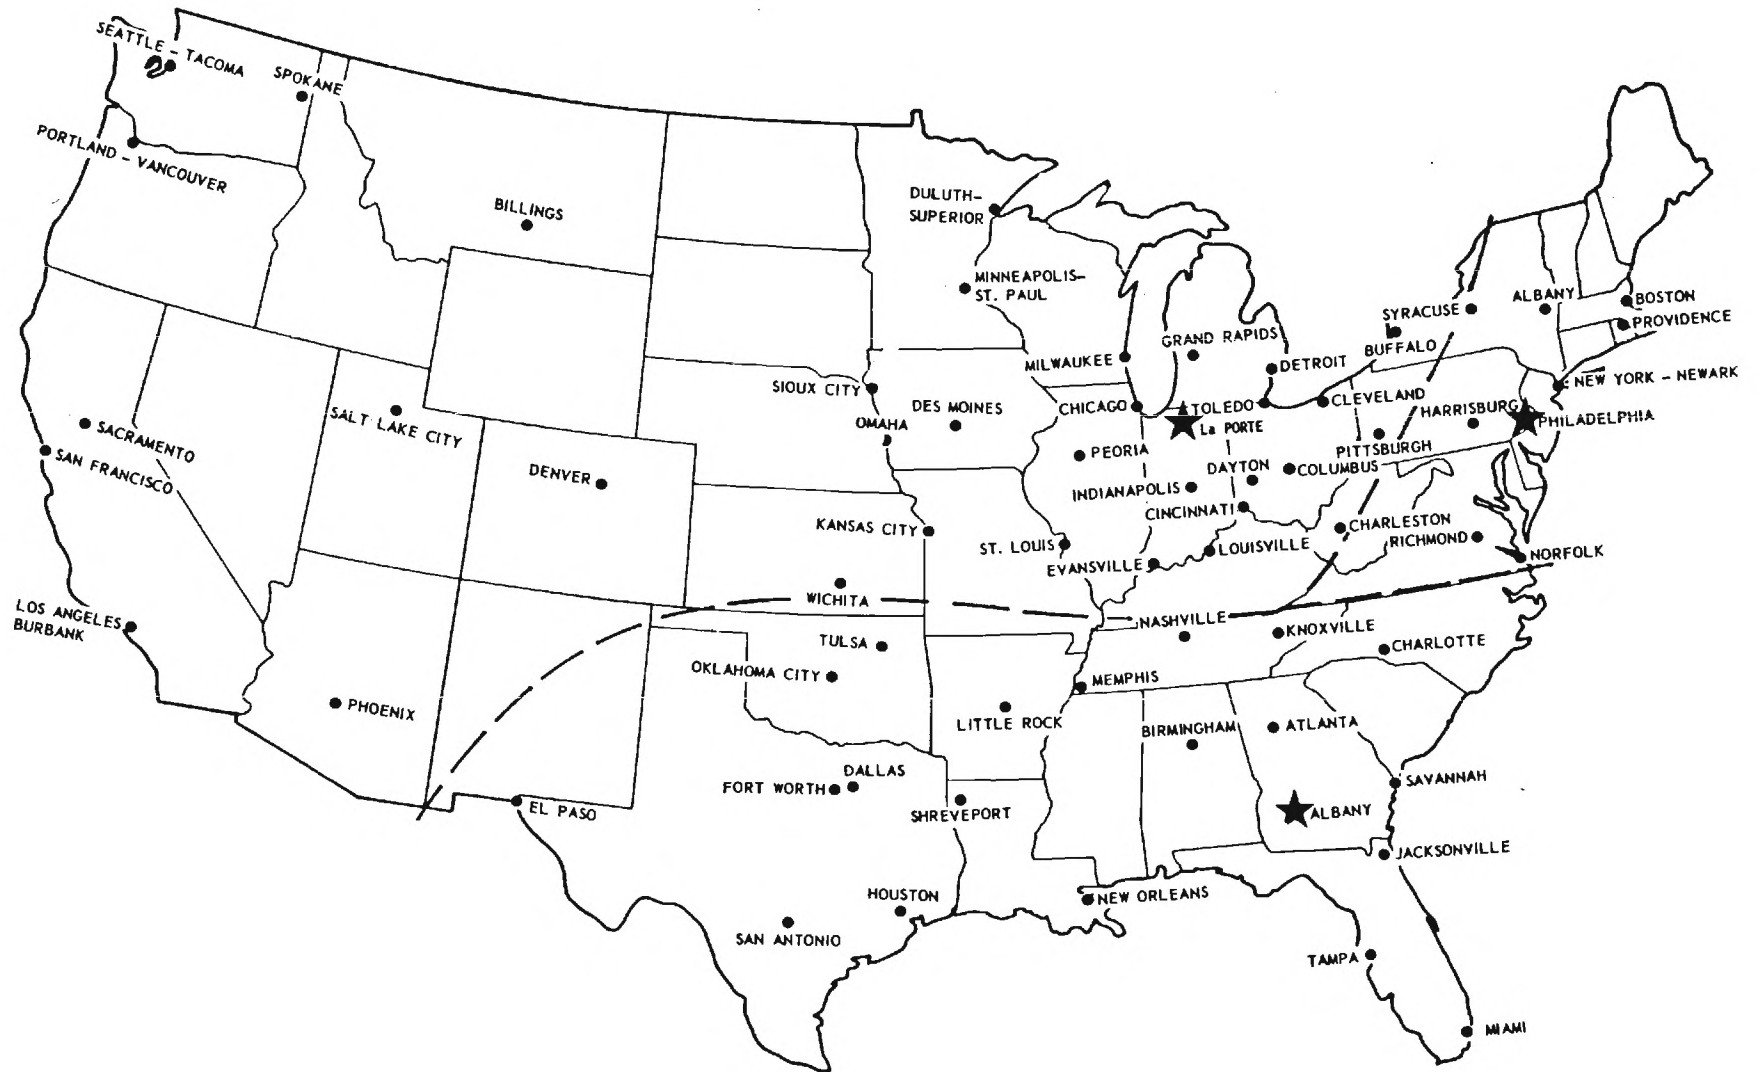 SEATTLE - TACOMA
SPOKANE
PORTLAND - VANCOUVER
BILLINGS
DULUTH-
SUPERIOR
MINNEAPOLIS-
ST. PAUL
SYRACUSE
ALBANY
BOSTON
PROVIDENCE
BUFFALO
GRAND RAPIDS
MILWAUKEE
DETROIT
NEW YORK - NEWARK
SIOUX CITY
DES MOINES
CHICAGO
TOLEDO
La PORTE
CLEVELAND
HARRISBURG
PHILADELPHIA
SALT LAKE CITY
OMAHA
SACRAMENTO
SAN FRANCISCO
PEORIA
PITTSBURGH
DENVER
DAYTON
COLUMBUS
INDIANAPOLIS
CINCINNATI
KANSAS CITY
CHARLESTON
RICHMOND
ST. LOUIS
LOUISVILLE
NORFOLK
EVANSVILLE
WICHITA
LOS ANGELES
BURBANK
NASHVILLE
KNOXVILLE
TULSA
CHARLOTTE
OKLAHOMA CITY
MEMPHIS
PHOENIX
LITTLE ROCK
BIRMINGHAM
ATLANTA
DALLAS
FORT WORTH
SAVANNAH
EL PASO
SHREVEPORT
ALBANY
JACKSONVILLE
HOUSTON
NEW ORLEANS
SAN ANTONIO
TAMPA
MIAMI